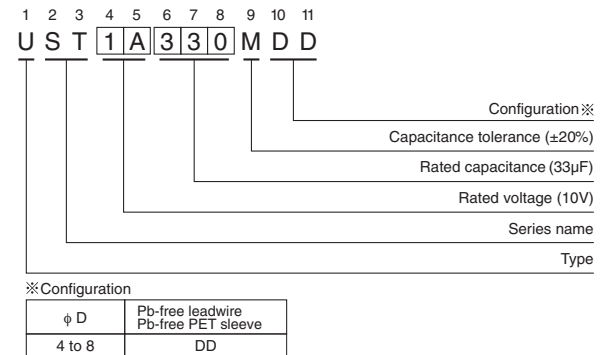 1 2 3 4 5 6 7 8 9 10 11
U S T 1 A 3 3 0 M D D
Configuration※
Capacitance tolerance (±20%)
Rated capacitance (33µF)
Rated voltage (10V)
Series name
Type
※Configuration
ϕ D
Pb-free leadwire
Pb-free PET sleeve
4 to 8
DD